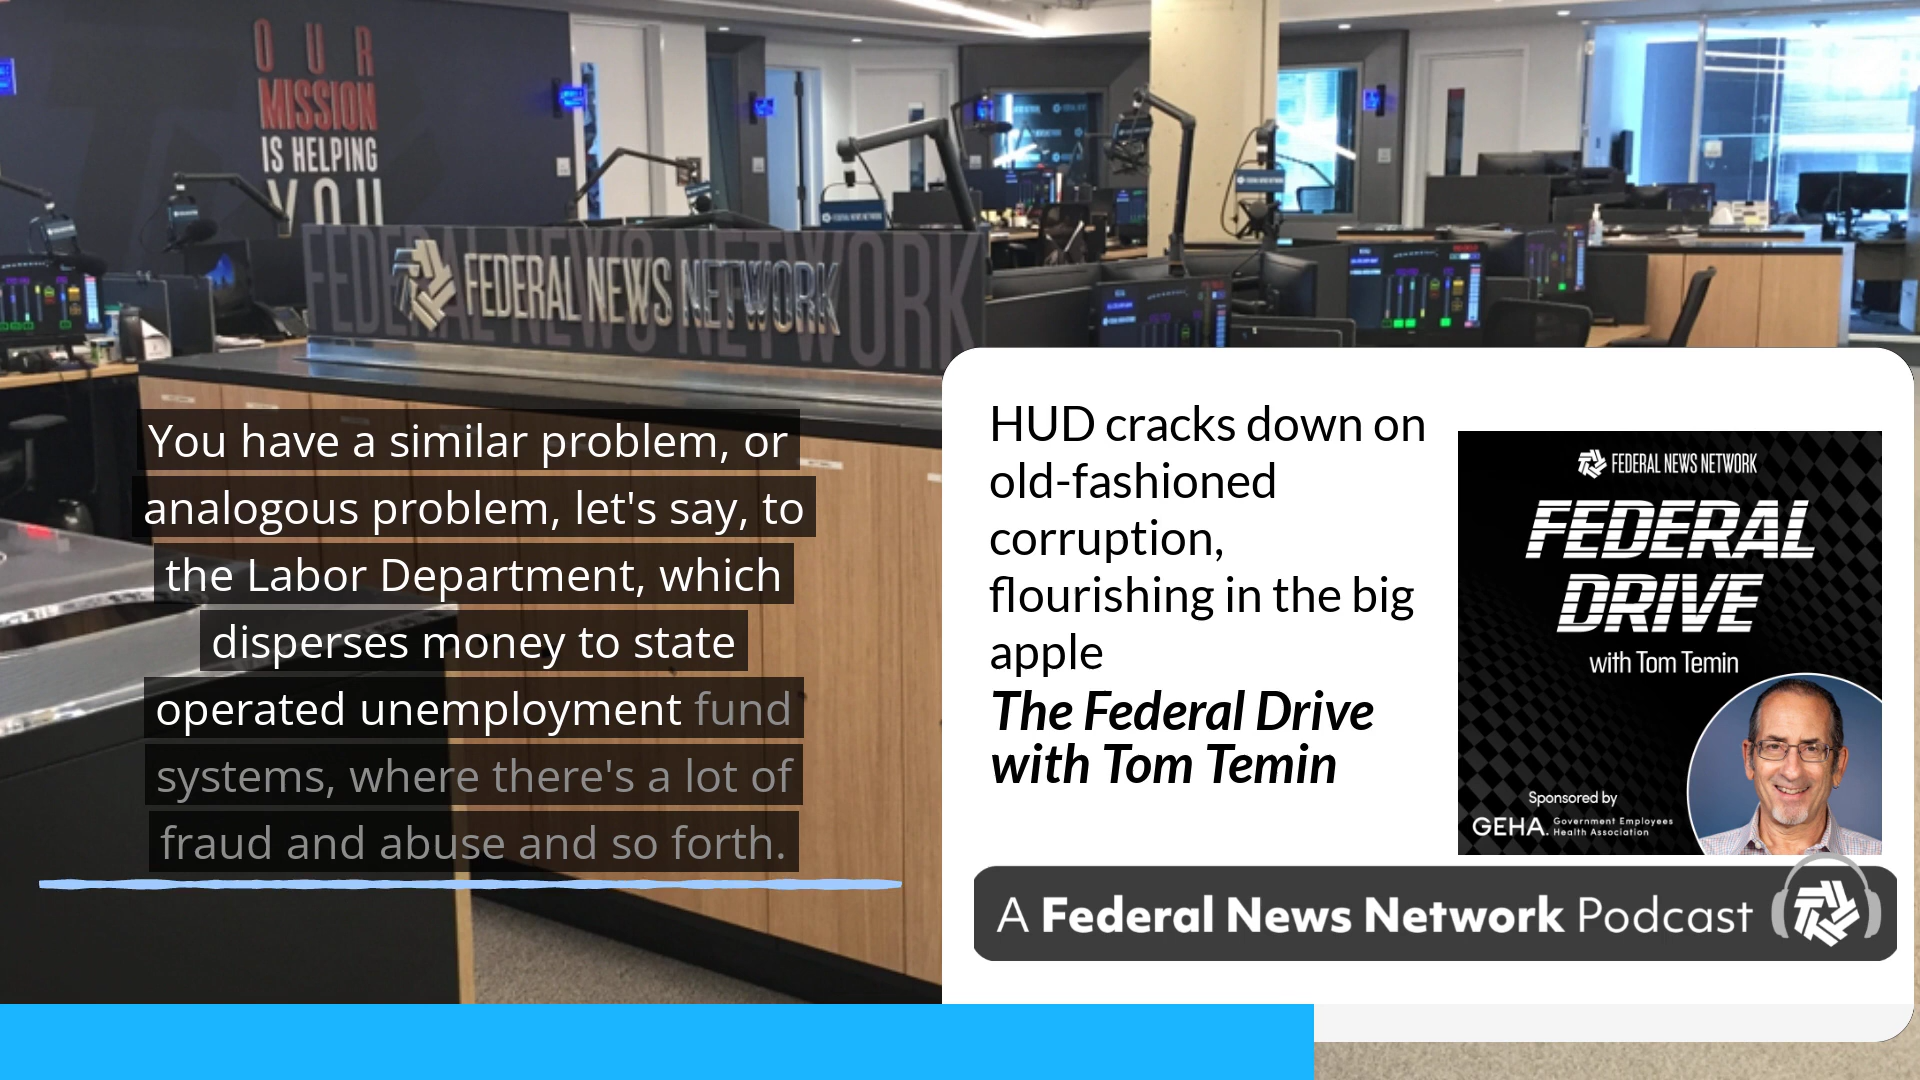 OUR
MISSION
IS HELPING
YOU
FEDERAL NEWS NETWORK
FEDERAL NEWS NETWORK
You have a similar problem, or
analogous problem, let's say, to
the Labor Department, which
disperses money to state
operated unemployment fund
systems, where there's a lot of
fraud and abuse and so forth.
HUD cracks down on
old-fashioned
corruption,
flourishing in the big
apple
The Federal Drive
with Tom Temin
FEDERAL NEWS NETWORK
FEDERAL
DRIVE
with Tom Temin
Sponsored by
GEHA. Government Employees
Health Association
A Federal News Network Podcast